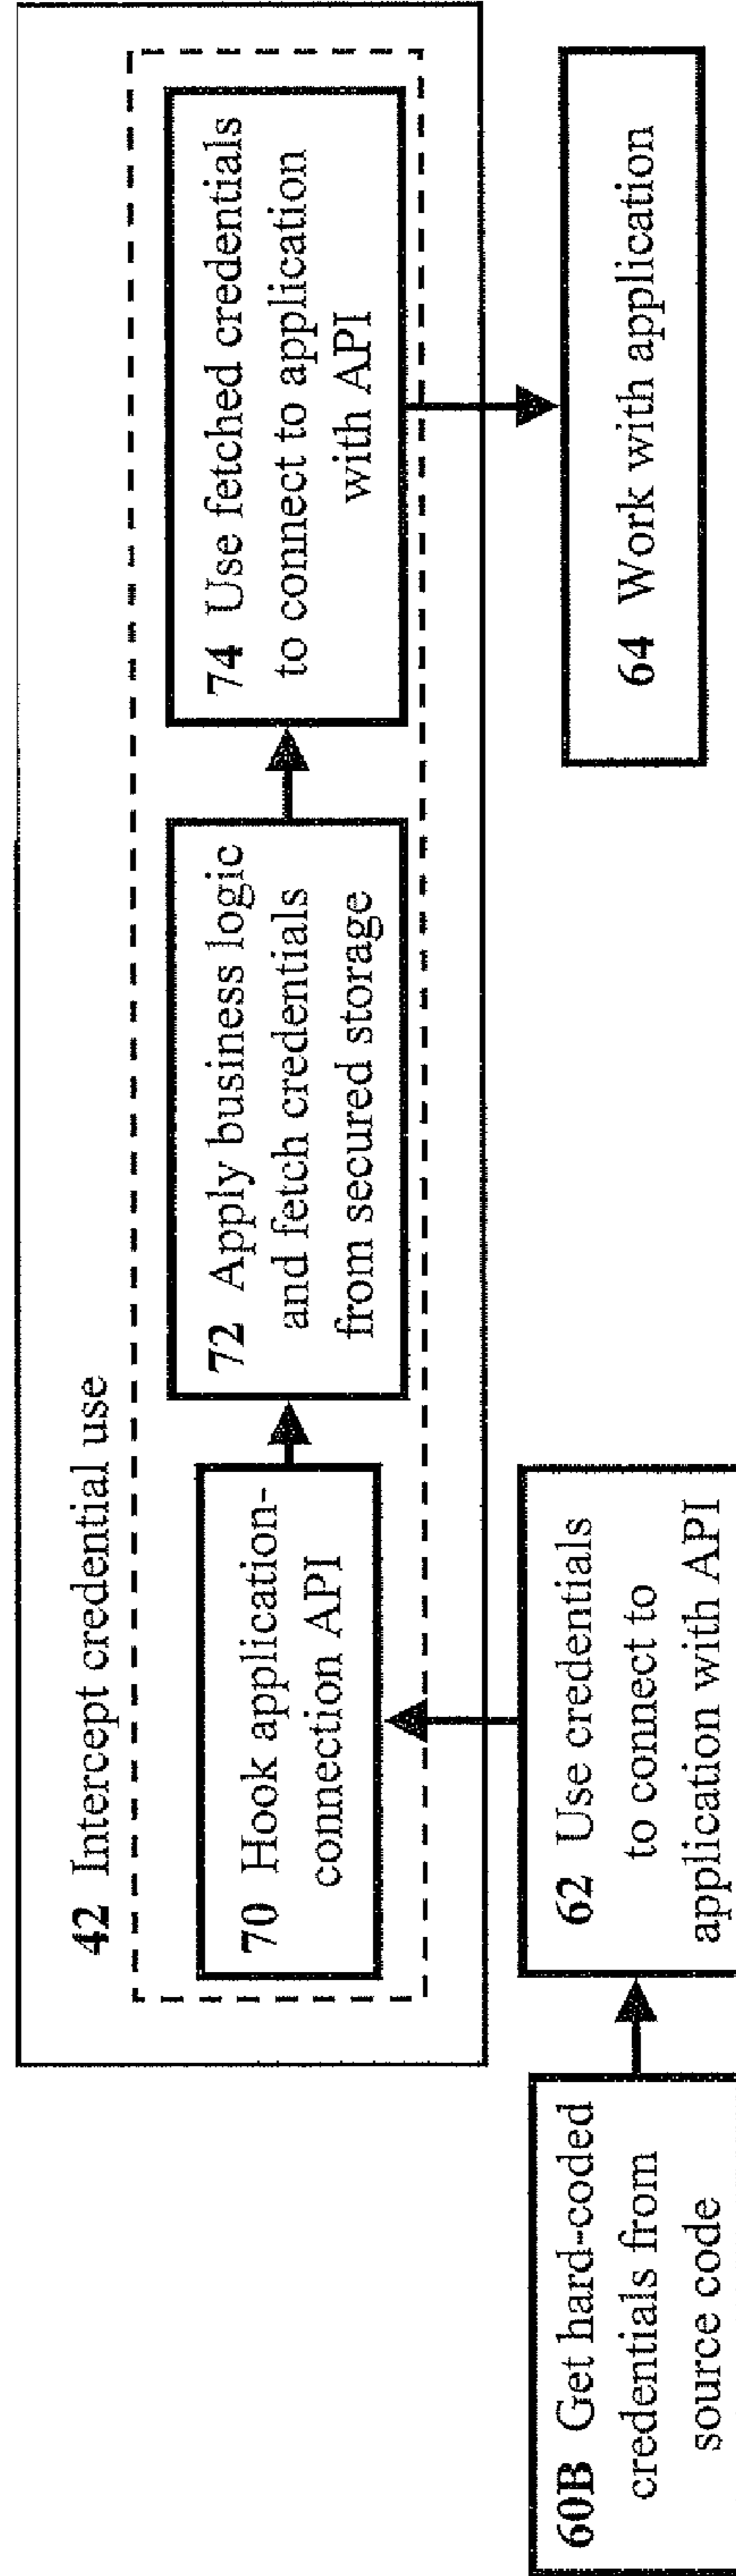 42 Intercept credential use
70 Hook application-
connection API
72 Apply business logic
and fetch credentials
from secured storage
74 Use fetched credentials
to connect to application
with API
60B Get hard-coded
credentials from
source code
62 Use credentials
to connect to
application with API
64 Work with application